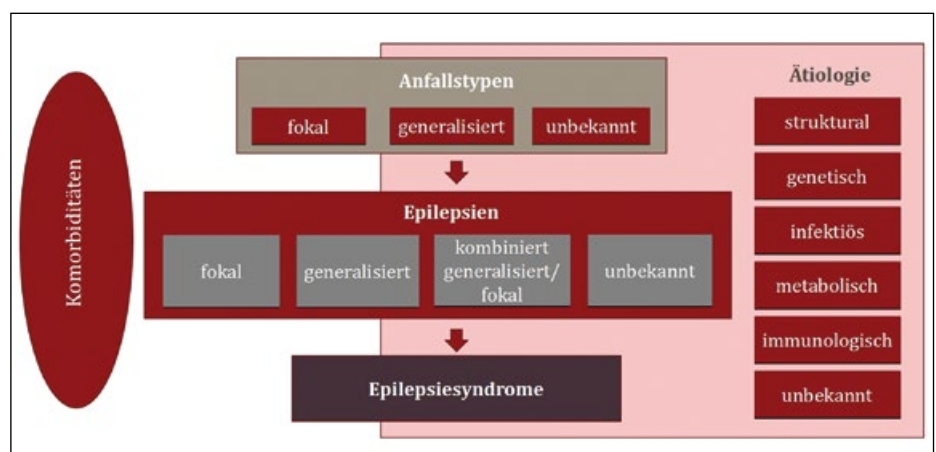 Komorbiditäten
Anfallstypen
fokal
generalisiert
unbekannt
Epilepsien
fokal
generalisiert
kombiniert
generalisiert/
fokal
unbekannt
Epilepsiesyndrome
Ätiologie
struktural
genetisch
infektiös
metabolisch
immunologisch
unbekannt